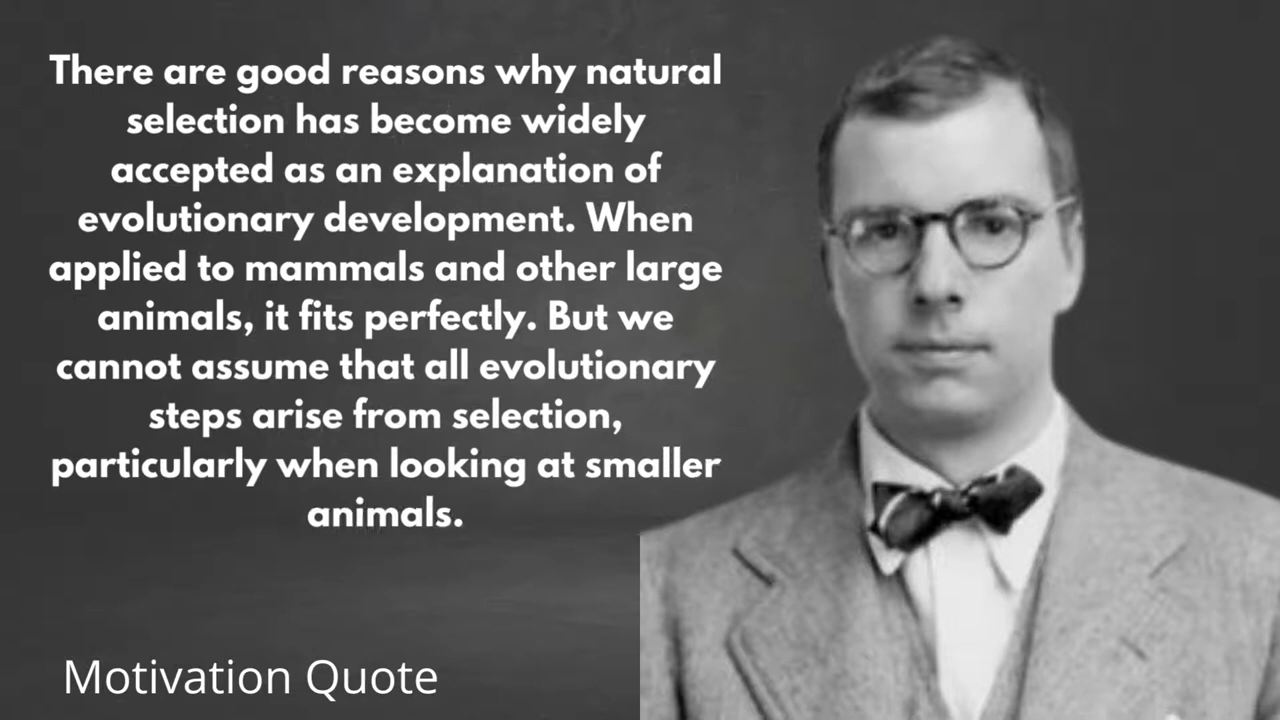 There are good reasons why natural
selection has become widely
accepted as an explanation of
evolutionary development. When
applied to mammals and other large
animals, it fits perfectly. But we
cannot assume that all evolutionary
steps arise from selection,
particularly when looking at smaller
animals.
Motivation Quote